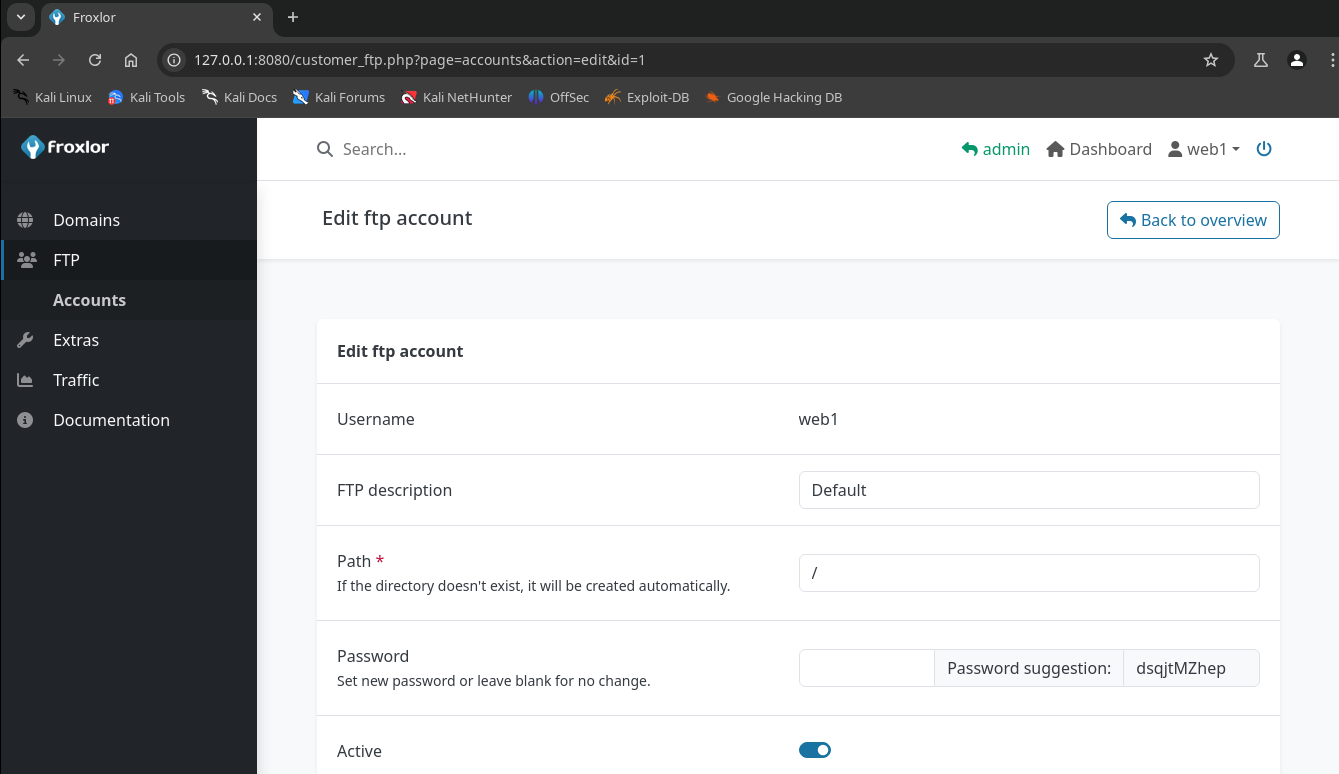 Froxlor
127.0.0.1:8080/customer_ftp.php?page=accounts&action=edit&id=1
Kali Linux Kali Tools Kali Docs Kali Forums Kali NetHunter OffSec Exploit-DB Google Hacking DB
froxlor
Search... admin Dashboard web1
Domains
FTP
Accounts
Extras
Traffic
Documentation
Edit ftp account Back to overview
Edit ftp account
Username web1
FTP description Default
Path * /
If the directory doesn't exist, it will be created automatically.
Password
Set new password or leave blank for no change.
Password suggestion: dsqjtMZhep
Active